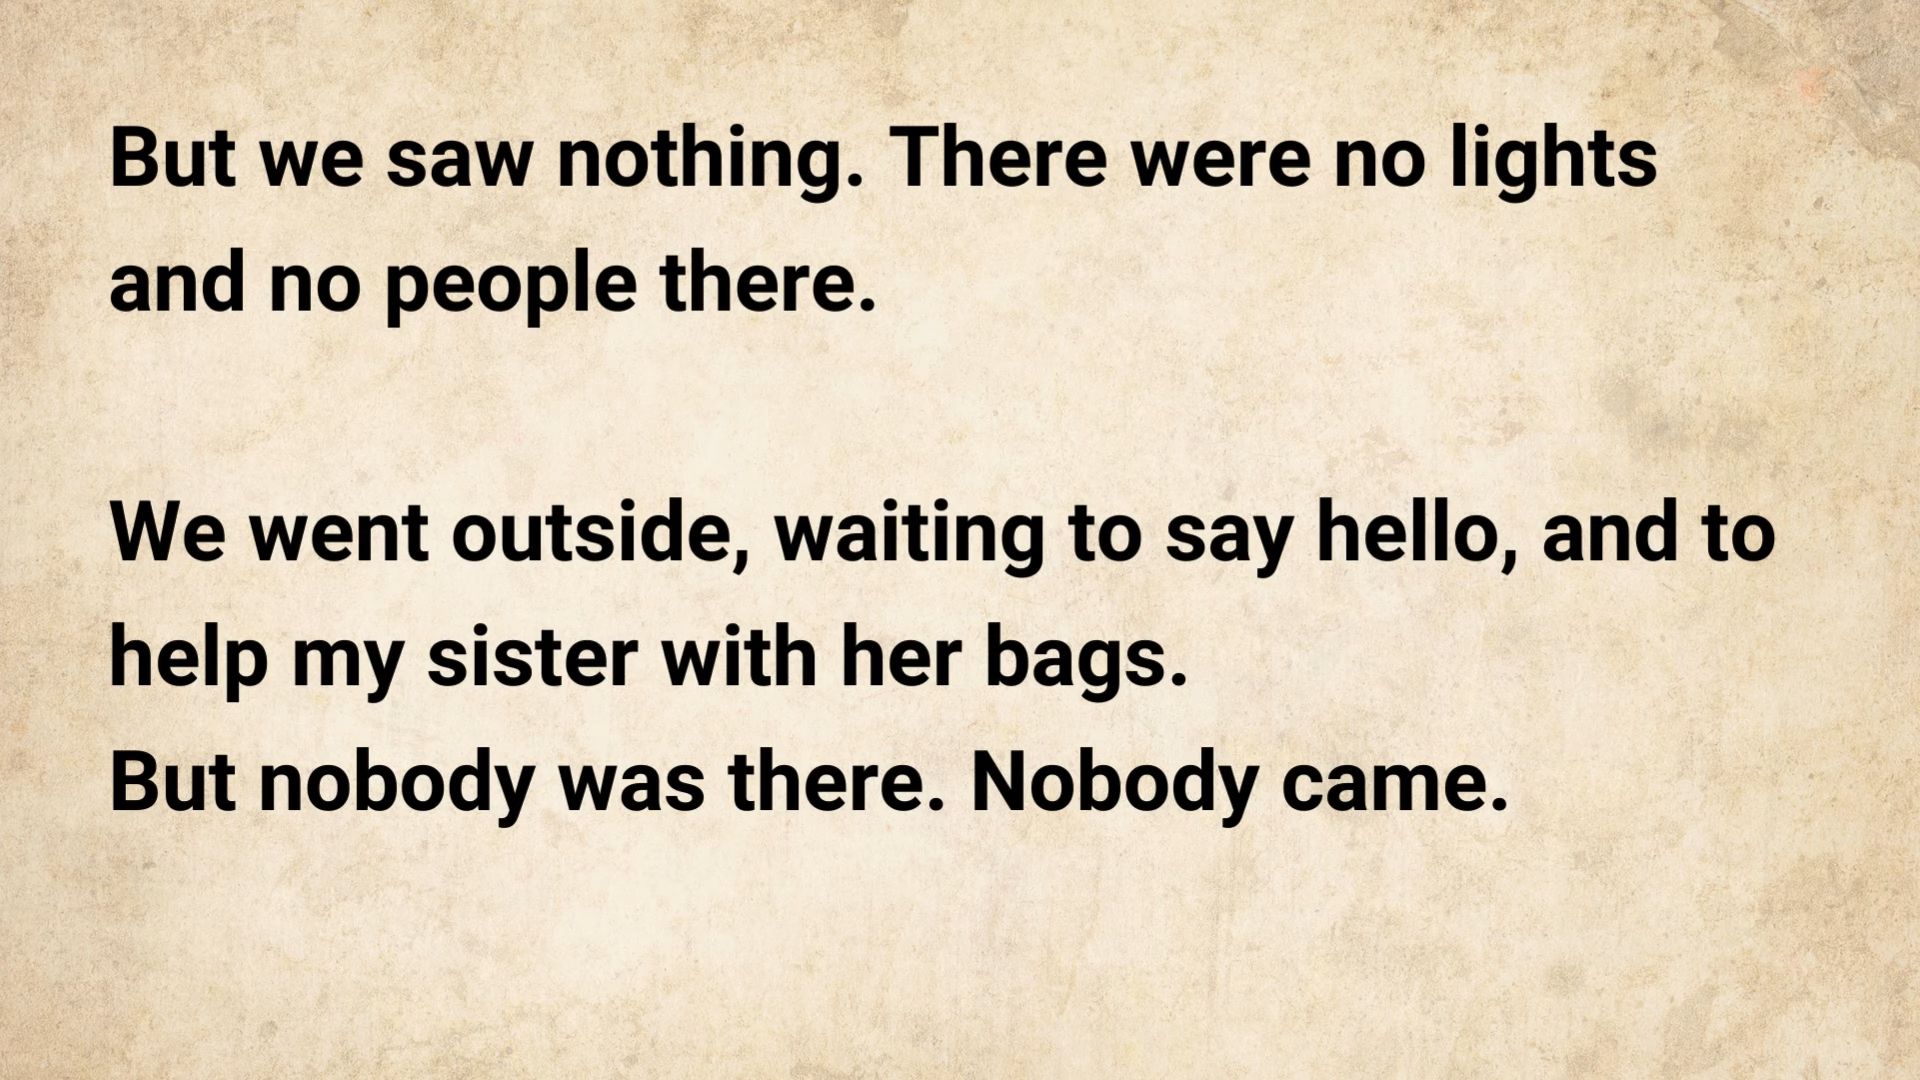 But we saw nothing. There were no lights
and no people there.
We went outside, waiting to say hello, and to
help my sister with her bags.
But nobody was there. Nobody came.